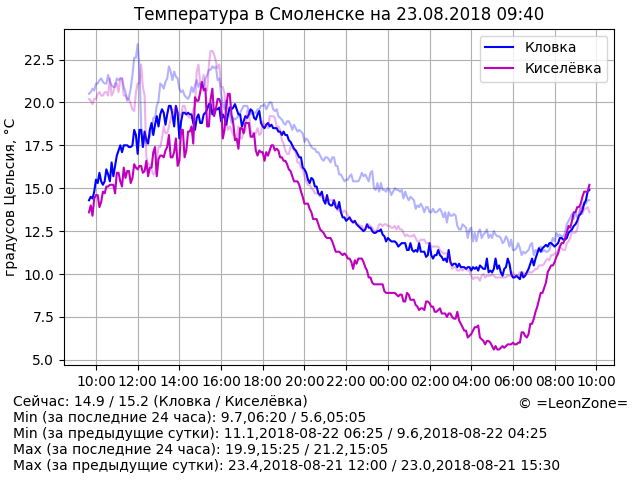 Температура в Смоленске на 23.08.2018 09:40
Кловка
Киселёвка
градусов Цельсия, °C
22.5
20.0
17.5
15.0
12.5
10.0
7.5
5.0
10:00 12:00 14:00 16:00 18:00 20:00 22:00 00:00 02:00 04:00 06:00 08:00 10:00
Сейчас: 14.9 / 15.2 (Кловка / Киселёвка)
© =LeonZone=
Min (за последние 24 часа): 9.7,06:20 / 5.6,05:05
Min (за предыдущие сутки): 11.1,2018-08-22 06:25 / 9.6,2018-08-22 04:25
Max (за последние 24 часа): 19.9,15:25 / 21.2,15:05
Max (за предыдущие сутки): 23.4,2018-08-21 12:00 / 23.0,2018-08-21 15:30